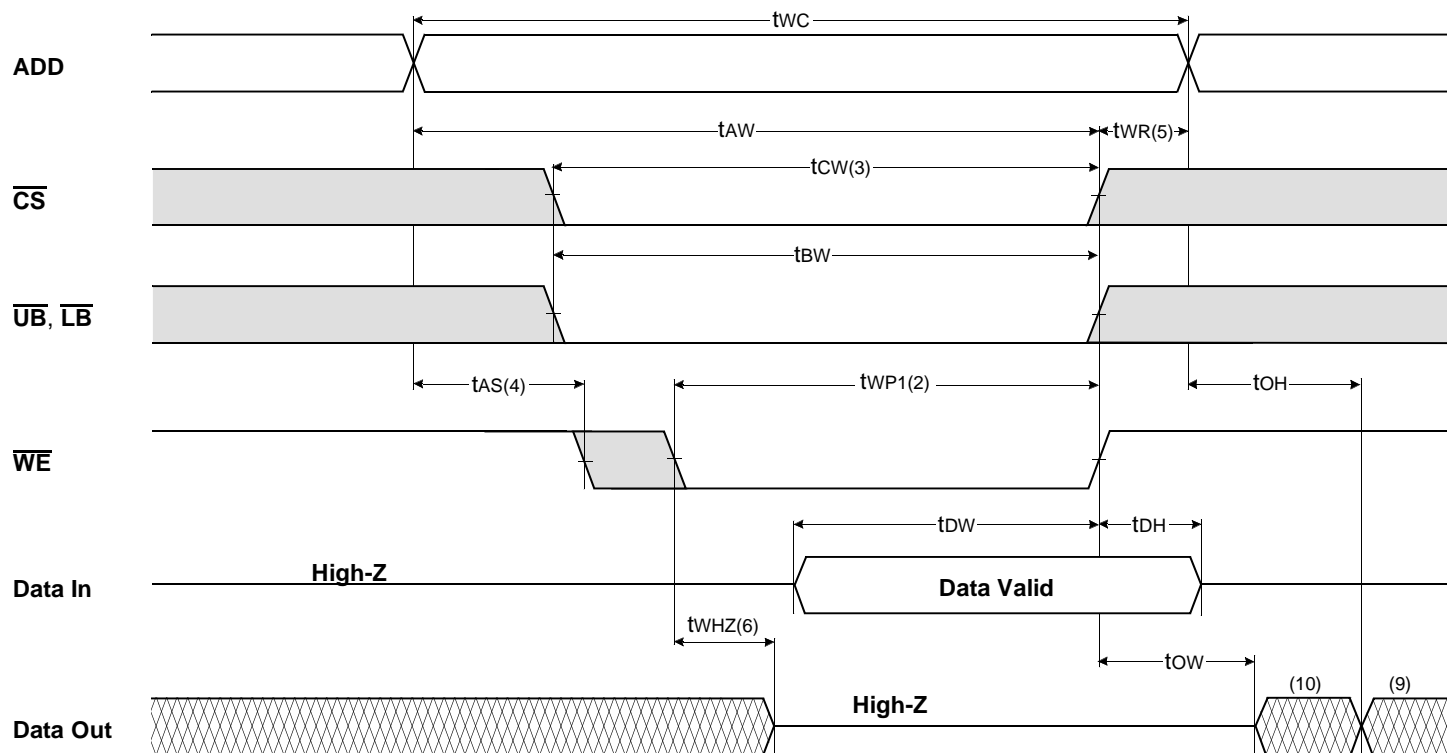 tWC
ADD
tAW
tWR(5)
tCW(3)
CS
tBW
UB, LB
tAS(4)
tWP1(2)
tOH
WE
tDW
tDH
High-Z
Data In
Data Valid
tWHZ(6)
tOW
(10)
(9)
High-Z
Data Out